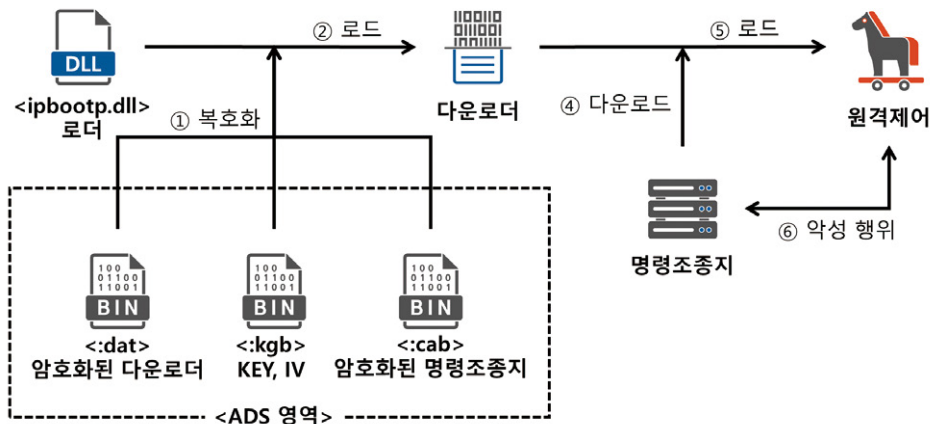 ② 로드
⑤ 로드
DLL
<ipbootp.dll>
로더
① 복호화
다운로더
④ 다운로드
원격제어
⑥ 악성 행위
명령조종지
100
01100
11001
BIN
<:dat>
암호화된 다운로더
100
01100
11001
BIN
<:kgb>
KEY, IV
100
01100
11001
BIN
<:cab>
암호화된 명령조종지
<ADS 영역>